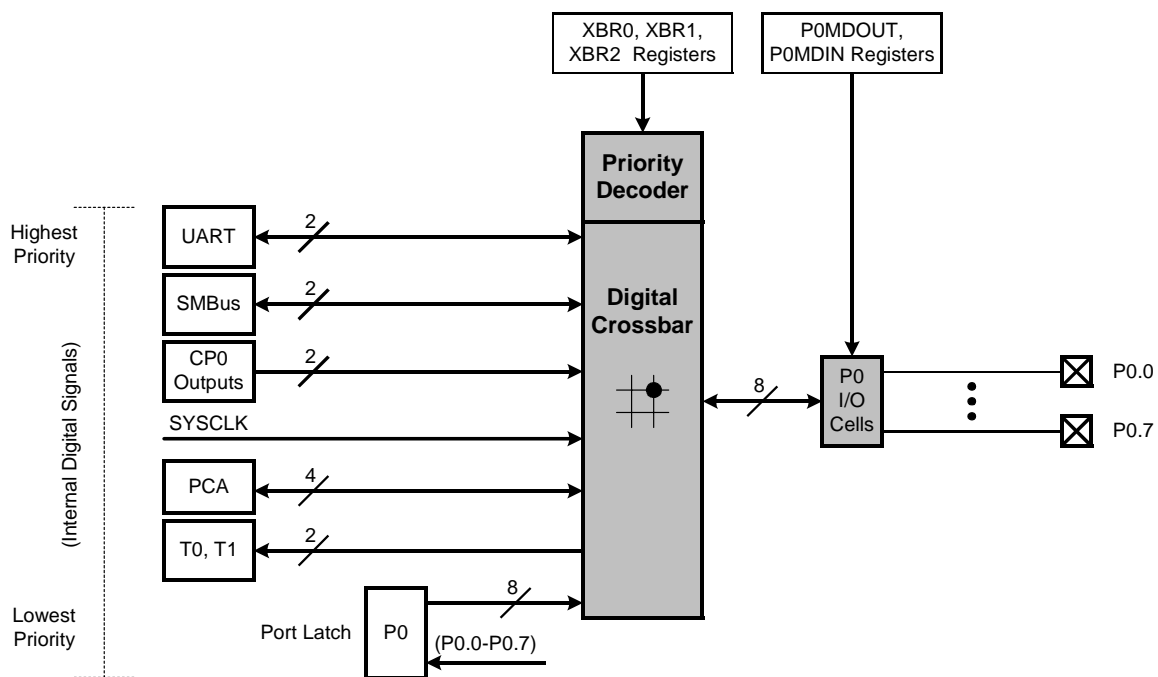 XBR0, XBR1,
XBR2 Registers
P0MDOUT,
P0MDIN Registers
Priority
Decoder
Highest
Priority
UART
2
SMBus
2
Digital
Crossbar
CP0
Outputs
2
(Internal Digital Signals)
SYSCLK
8
P0
I/O
Cells
P0.0
P0.7
PCA
4
T0, T1
2
Lowest
Priority
Port Latch
P0
8
(P0.0-P0.7)